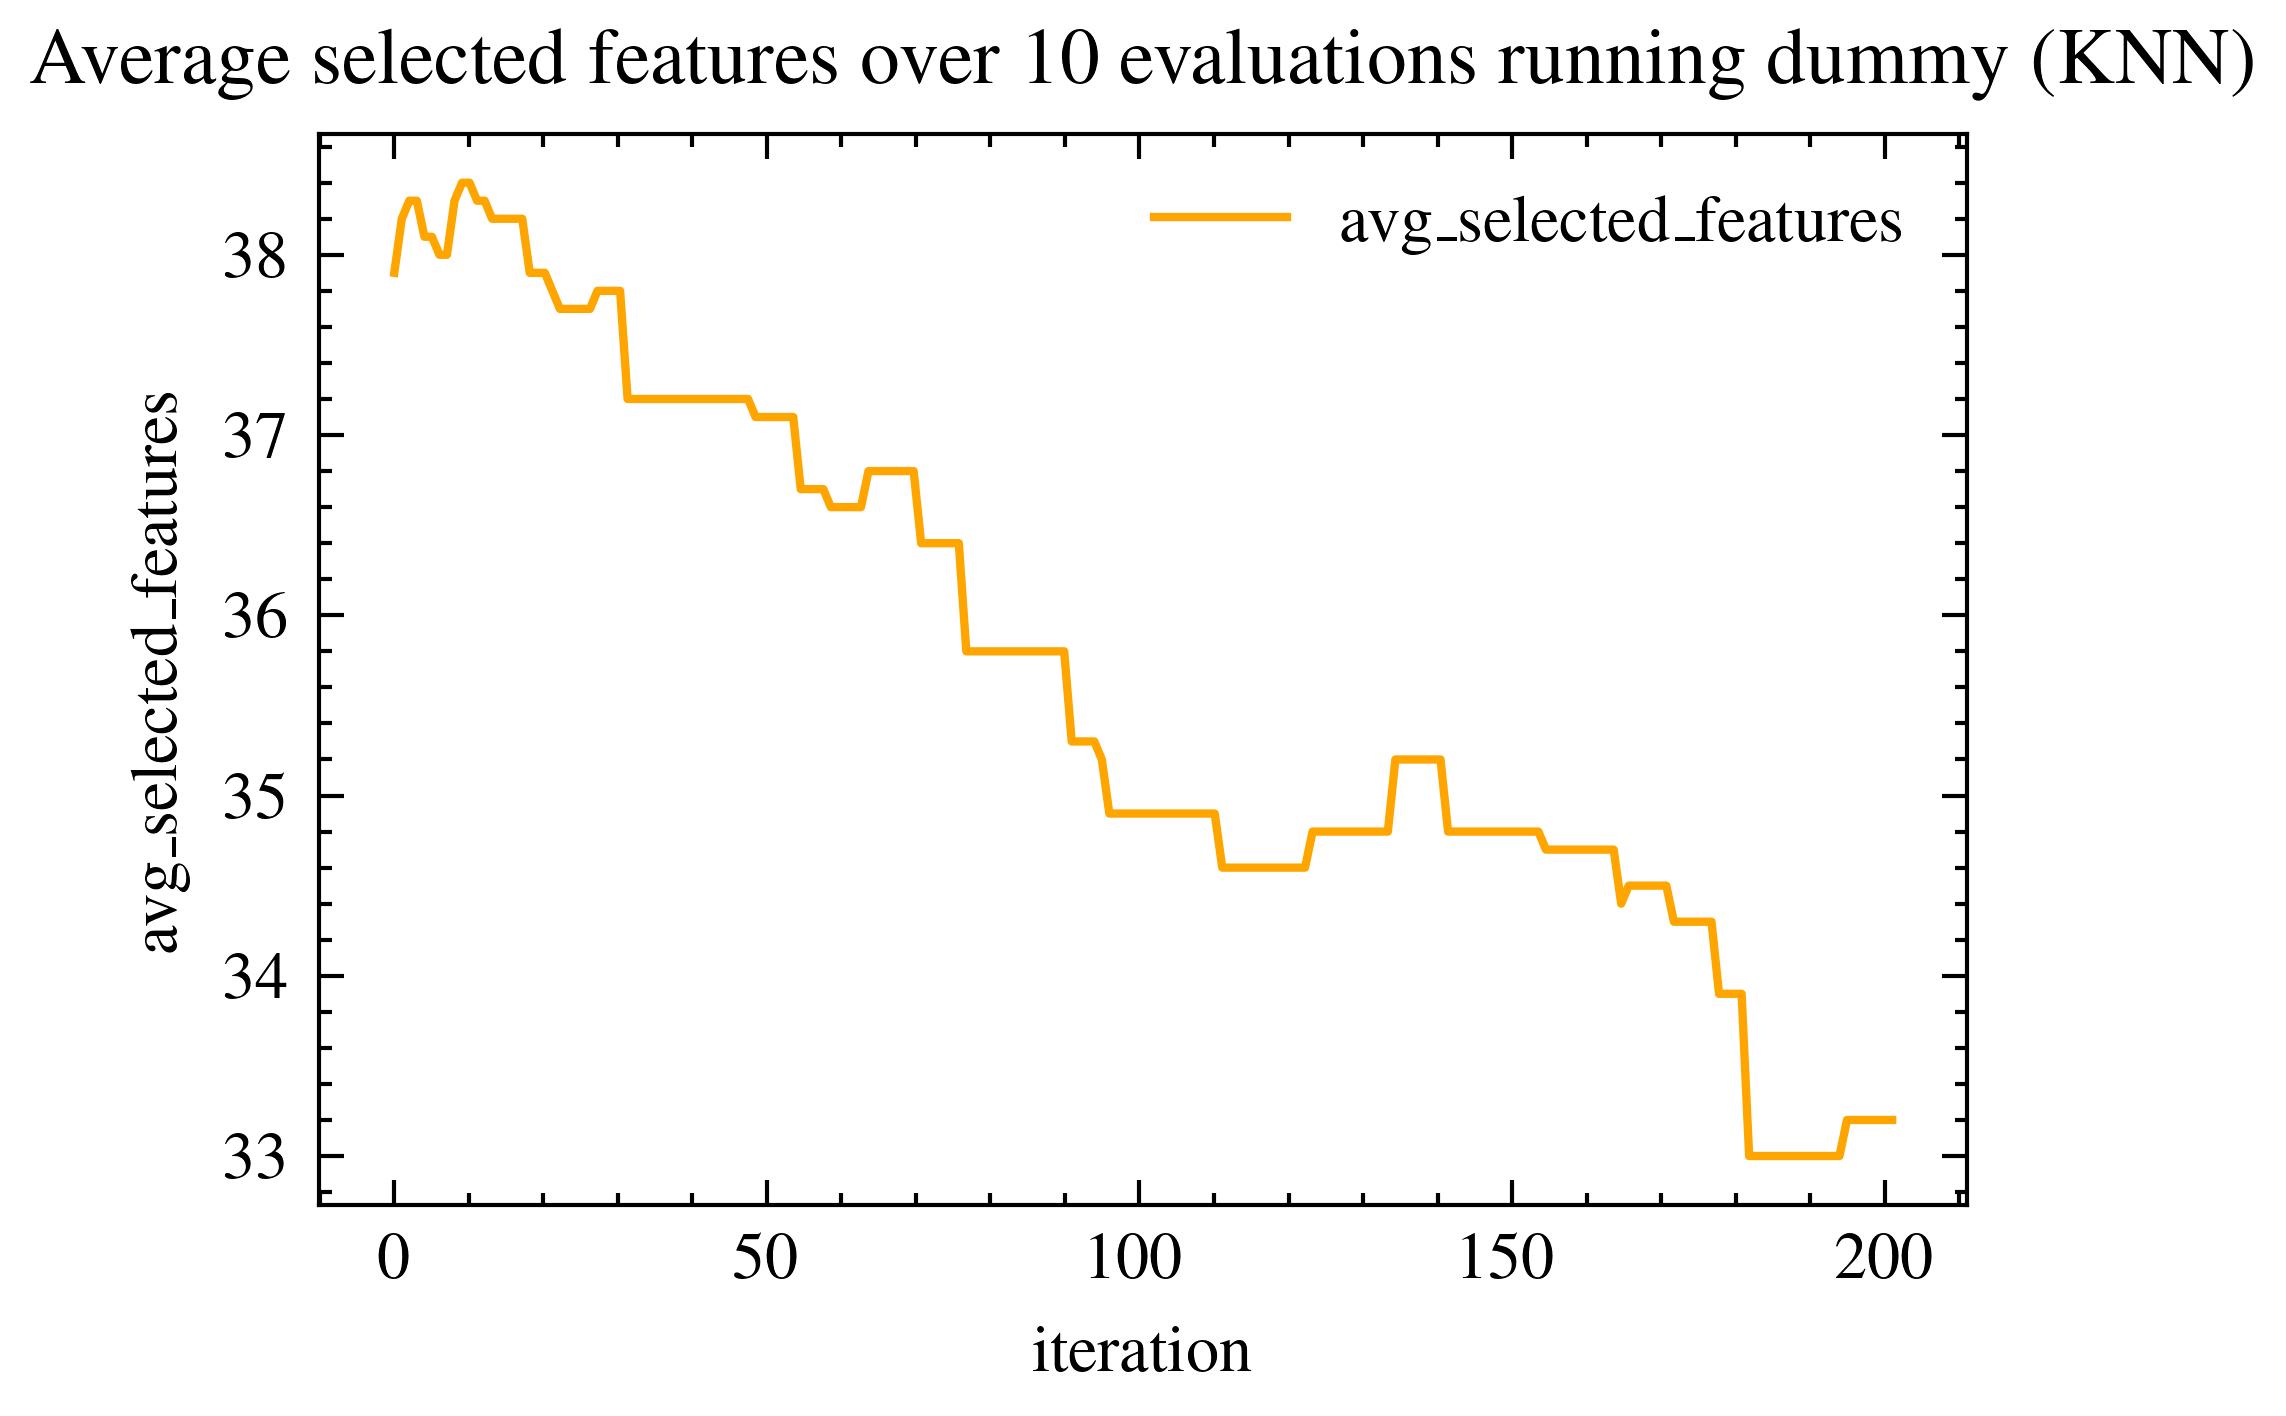 Average selected features over 10 evaluations running dummy (KNN)
avg_selected_features
avg_selected_features
38
37
36
35
34
33
0 50 100 150 200
iteration